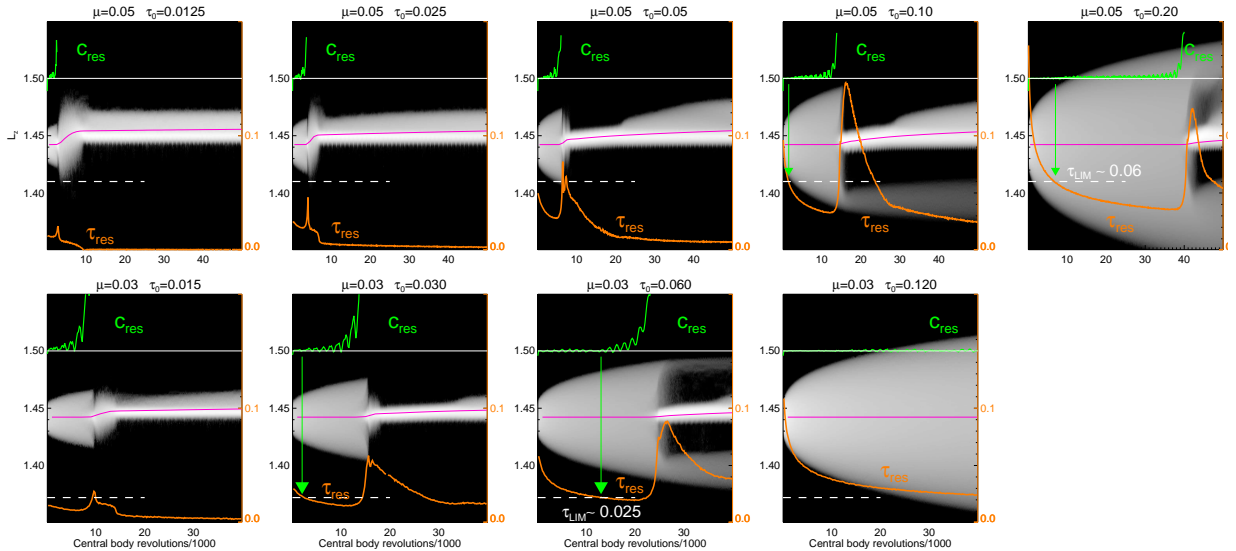 μ=0.05 τ0=0.0125
μ=0.05 τ0=0.025
μ=0.05 τ0=0.05
μ=0.05 τ0=0.10
μ=0.05 τ0=0.20
Cres
Cres
Cres
Cres
Cres
1.50
1.50
1.50
1.50
1.50
Lz
1.45
0.1
1.45
0.1
1.45
0.1
1.45
0.1
1.45
0.1
1.40
1.40
1.40
1.40
1.40
τLIM~ 0.06
τres
τres
τres
τres
τres
0.0
0.0
0.0
0.0
0.0
10 20 30 40
10 20 30 40
10 20 30 40
10 20 30 40
10 20 30 40
μ=0.03 τ0=0.015
μ=0.03 τ0=0.030
μ=0.03 τ0=0.060
μ=0.03 τ0=0.120
Cres
Cres
Cres
Cres
1.50
1.50
1.50
1.50
1.45
0.1
1.45
0.1
1.45
0.1
1.45
0.1
1.40
1.40
1.40
1.40
τres
τres
τres
τres
τLIM~ 0.025
0.0
0.0
0.0
0.0
10 20 30 40
10 20 30 40
10 20 30 40
10 20 30 40
Central body revolutions/1000
Central body revolutions/1000
Central body revolutions/1000
Central body revolutions/1000